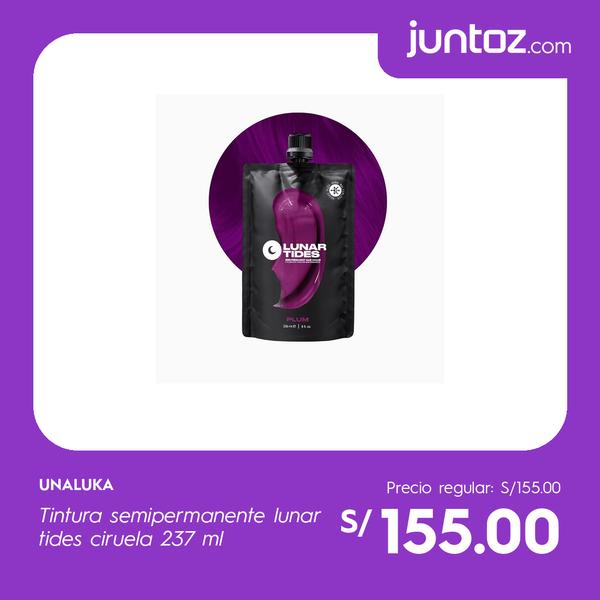 juntoz.com
LUNAR
TIDES
PLUM
UNALUKA
Tintura semipermanente lunar
tides ciruela 237 ml
Precio regular: S/155.00
S/155.00